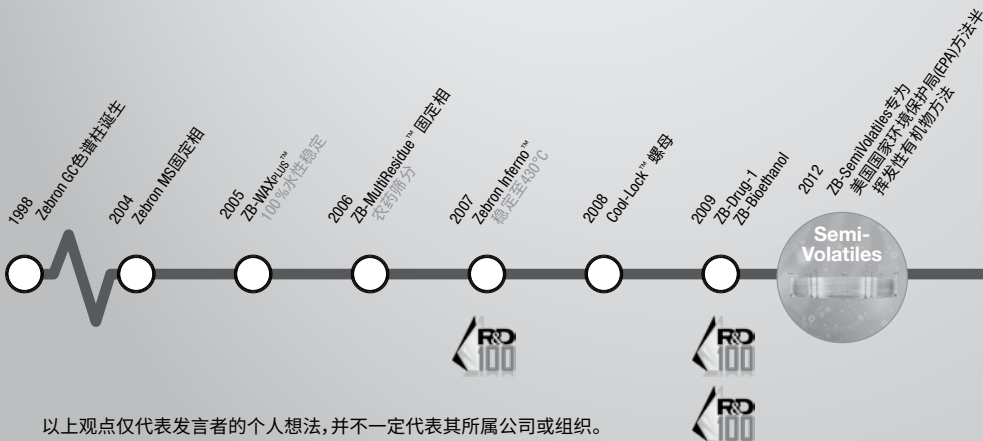 1998
Zebron GC色谱柱诞生
2004
Zebron MS固定相
2005
ZB-WAXPLUS™
100%水性稳定
2006
ZB-MultiResidue™ 固定相
农药筛分
2007
Zebron Inferno™
稳定至430°C
2008
Cool-Lock™ 螺母
2009
ZB-Drug-1
ZB-Bioethanol
2012
ZB-SemiVolatiles专为
美国国家环境保护局(EPA)方法半
挥发性有机物方法
Semi-
Volatiles
R&D
100
R&D
100
R&D
以上观点仅代表发言者的个人想法,并不一定代表其所属公司或组织。